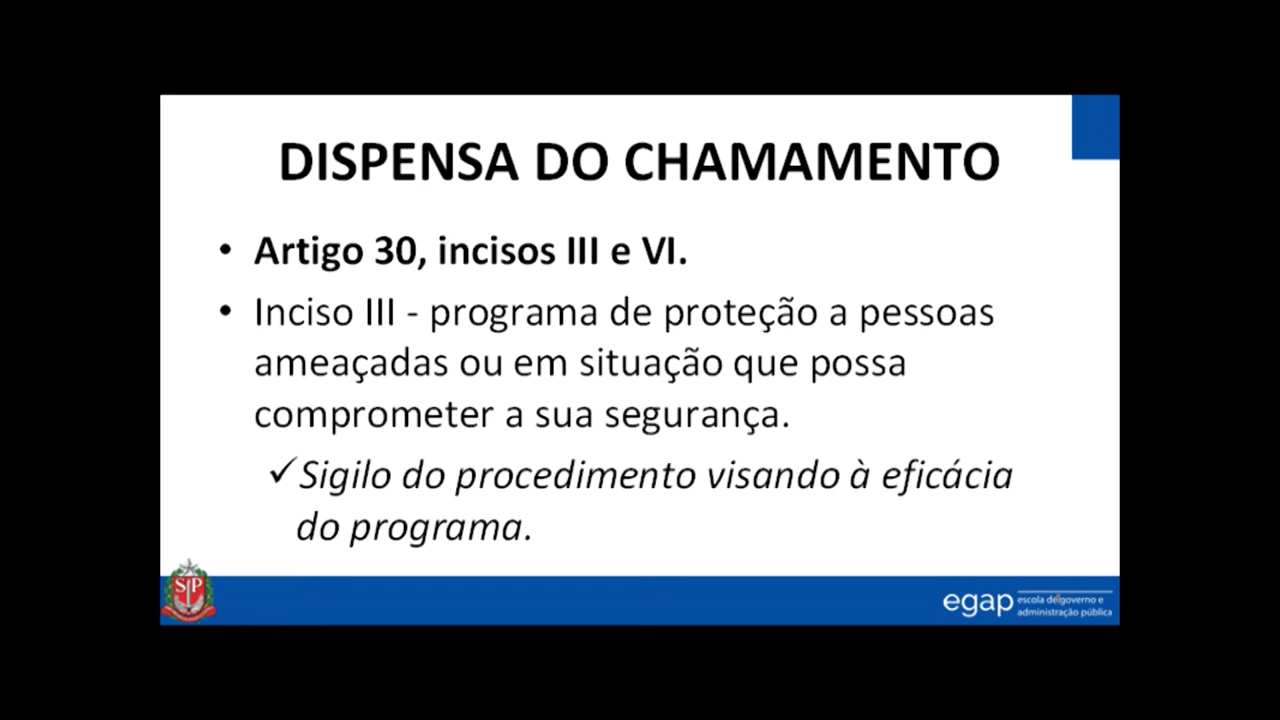 DISPENSA DO CHAMAMENTO
• Artigo 30, incisos III e VI.
• Inciso III - programa de proteção a pessoas
ameaçadas ou em situação que possa
comprometer a sua segurança.
✓Sigilo do procedimento visando à eficácia
do programa.
SP
egap escola de governo e
administração pública